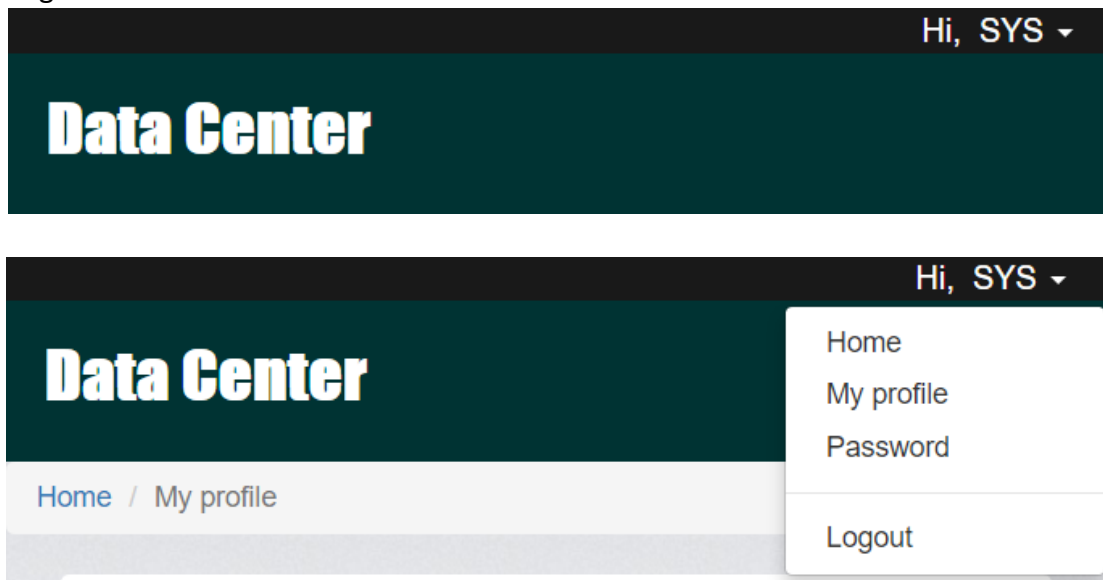 Hi, SYS
Data Center
Hi, SYS
Data Center
Home
My profile
Password
Home / My profile
Logout